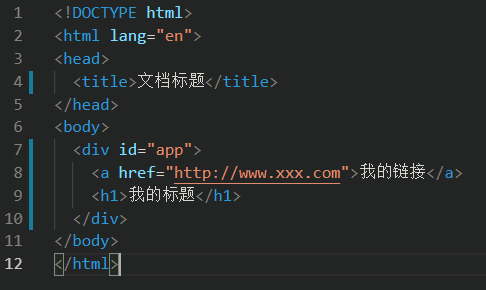 1 <!DOCTYPE html>
2 <html lang="en">
3 <head>
4 <title>文档标题</title>
5 </head>
6 <body>
7 <div id="app">
8 <a href="http://www.xxx.com">我的链接</a>
9 <h1>我的标题</h1>
10 </div>
11 </body>
12 </html>